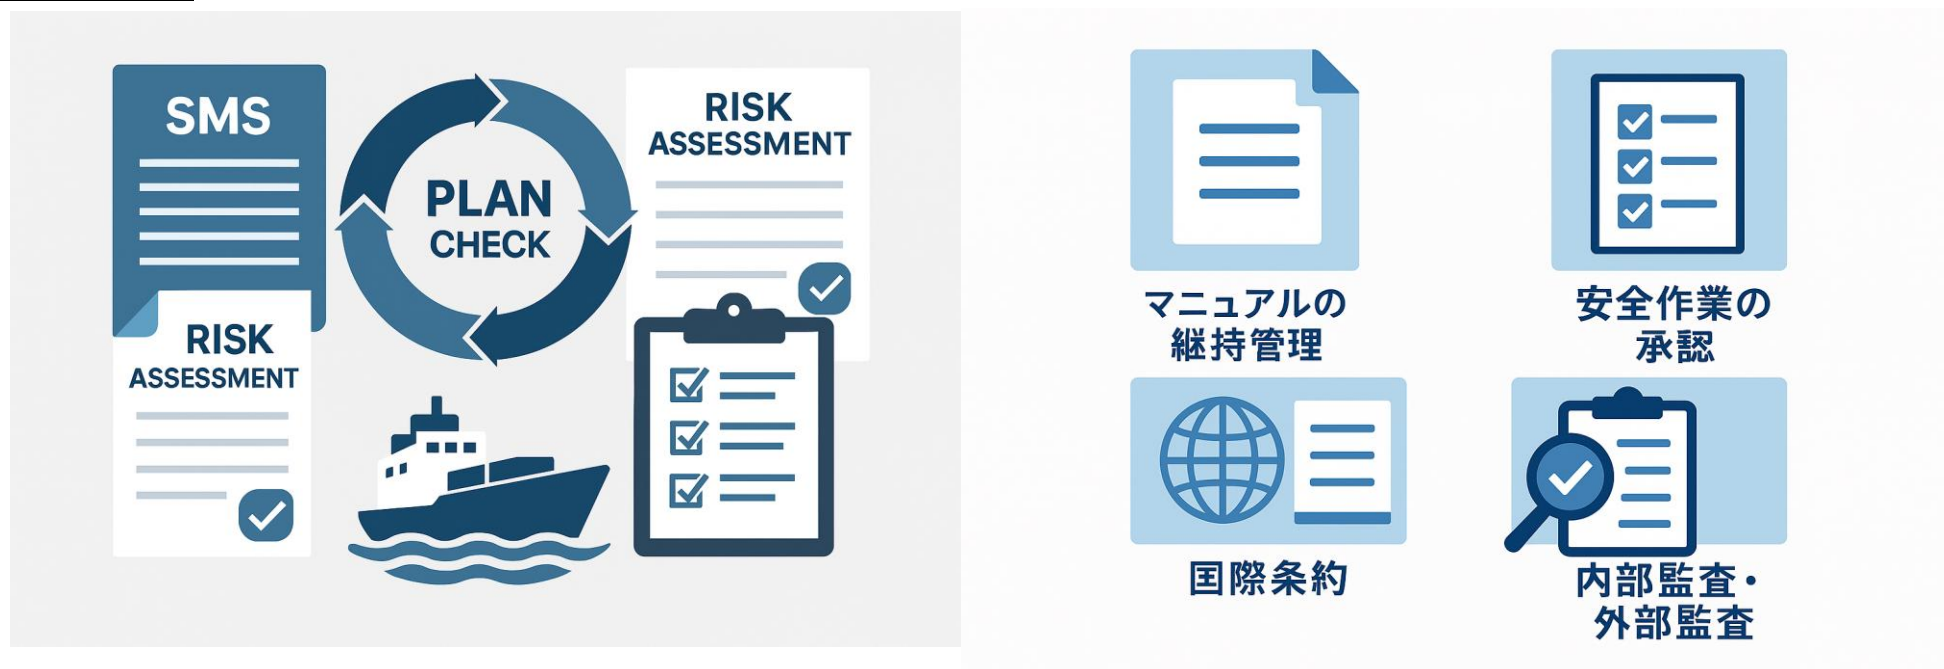 SMS
RISK
ASSESSMENT
PLAN
CHECK
RISK
ASSESSMENT
マニュアルの
継持管理
安全作業の
承認
国際条約
内部監査・
外部監査